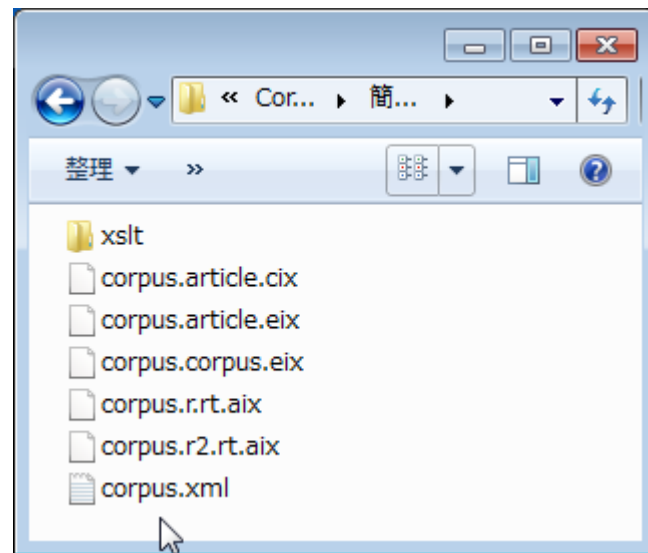 « Cor... ▸ 簡... ▸
整理 ▼ »
xslt
corpus.article.cix
corpus.article.eix
corpus.corpus.eix
corpus.r.rt.aix
corpus.r2.rt.aix
corpus.xml